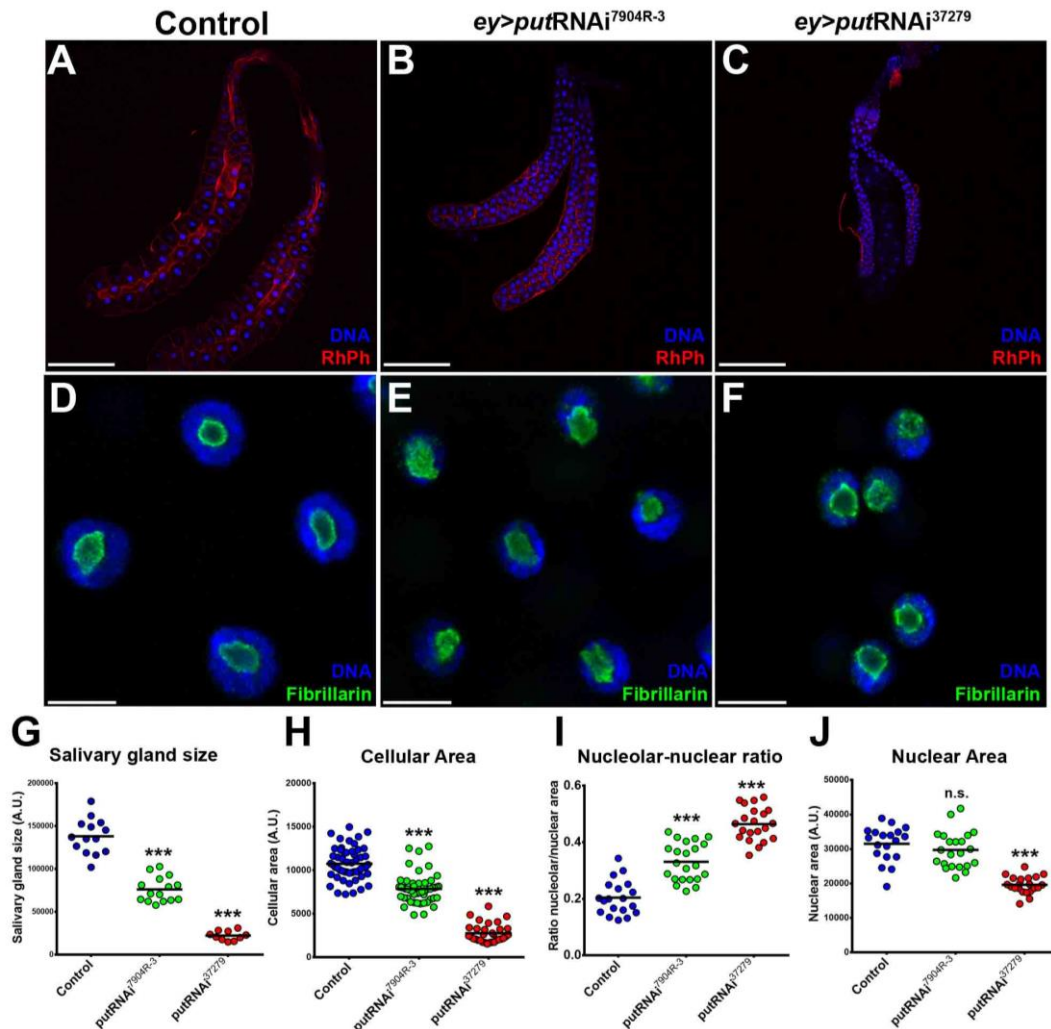 Control
ey>putRNAi7904R-3
ey>putRNAi37279
A
DNA
RhPh
B
DNA
RhPh
C
DNA
RhPh
D
DNA
Fibrillarin
E
DNA
Fibrillarin
F
DNA
Fibrillarin
G
Salivary gland size
Salivary gland size (A.U.)
200000
150000
100000
50000
0
***
***
Control
putRNAi7904R-3
putRNAi37279
H
Cellular Area
Cellular area (A.U.)
20000
15000
10000
5000
0
***
***
Control
putRNAi7904R-3
putRNAi37279
I
Nucleolar-nuclear ratio
Ratio nucleolar/nuclear area
0.6
0.4
0.2
0.0
***
***
Control
putRNAi7904R-3
putRNAi37279
J
Nuclear Area
Nuclear area (A.U.)
50000
40000
30000
20000
10000
0
n.s.
***
Control
putRNAi7904R-3
putRNAi37279